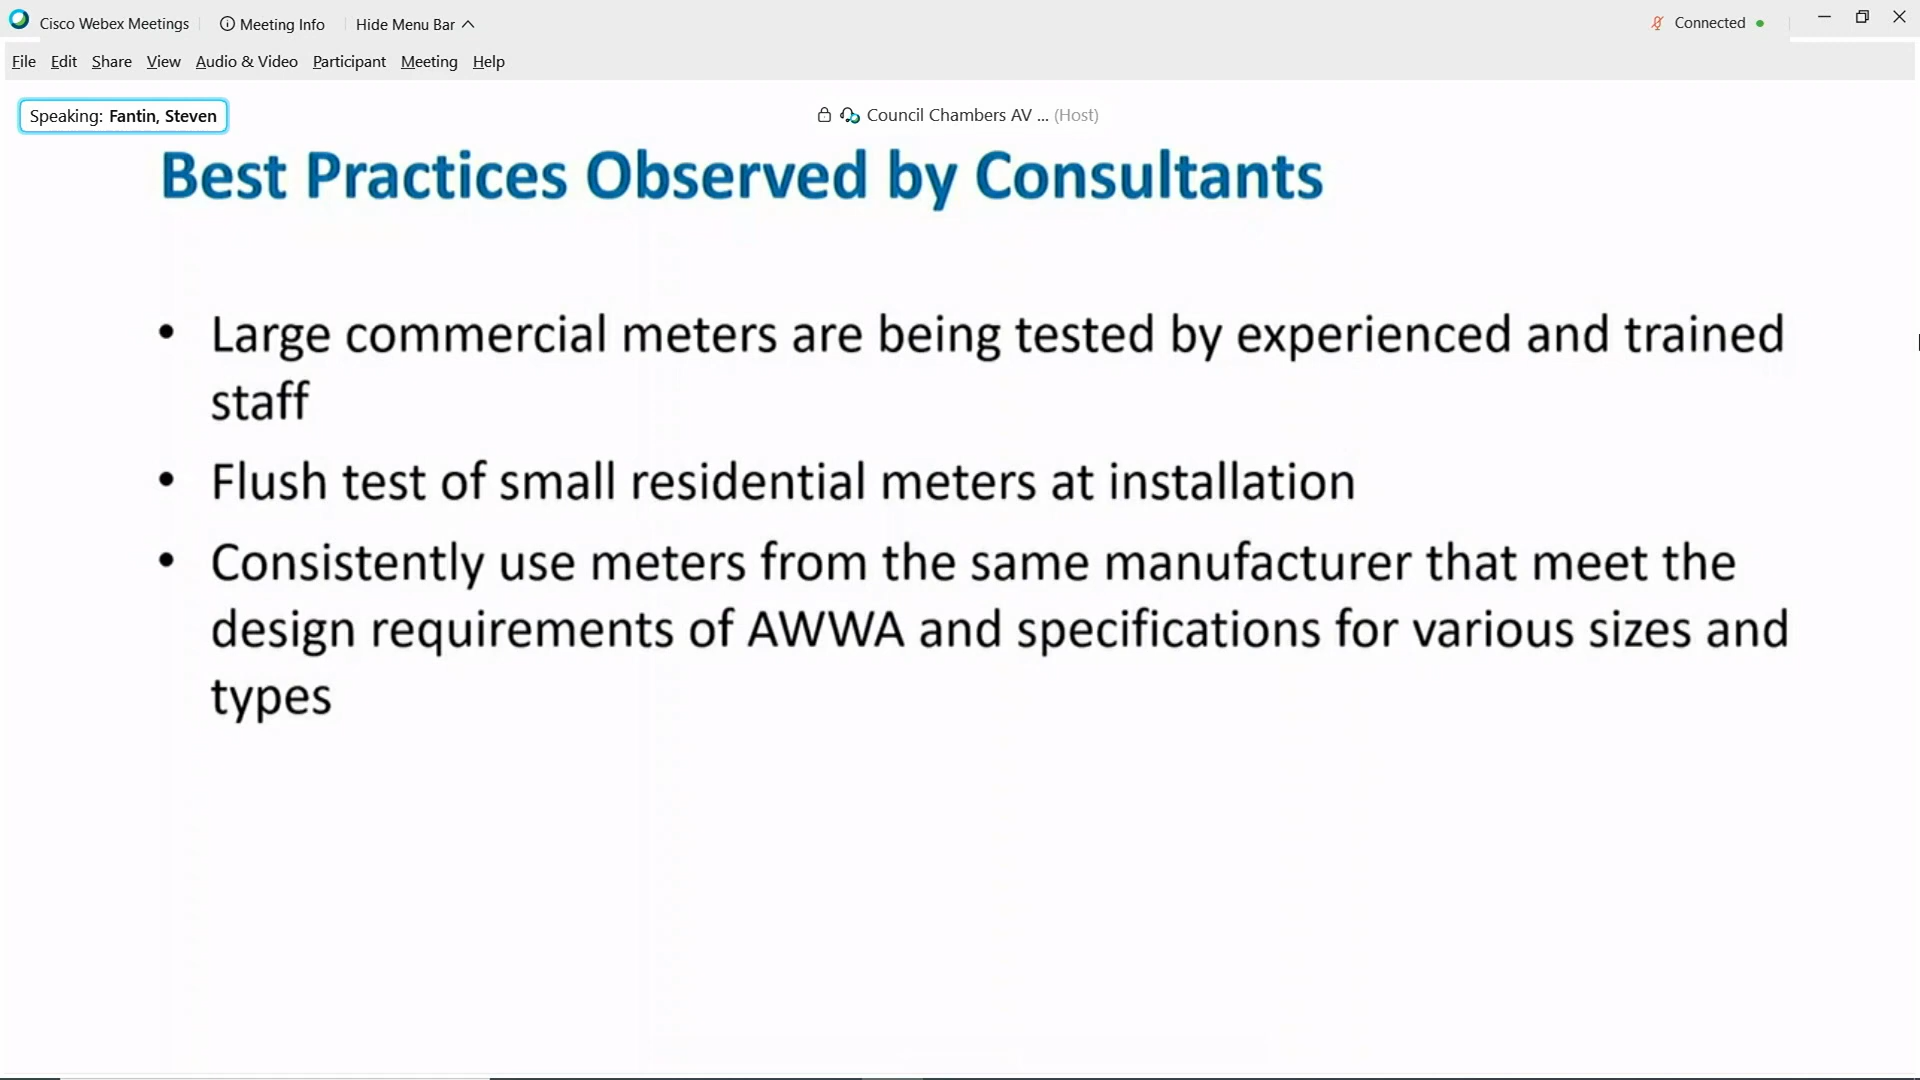 Cisco Webex Meetings Meeting Info Hide Menu Bar Connected
File Edit Share View Audio & Video Participant Meeting Help
Speaking: Fantin, Steven Council Chambers AV ... (Host)
Best Practices Observed by Consultants
• Large commercial meters are being tested by experienced and trained
staff
• Flush test of small residential meters at installation
• Consistently use meters from the same manufacturer that meet the
design requirements of AWWA and specifications for various sizes and
types